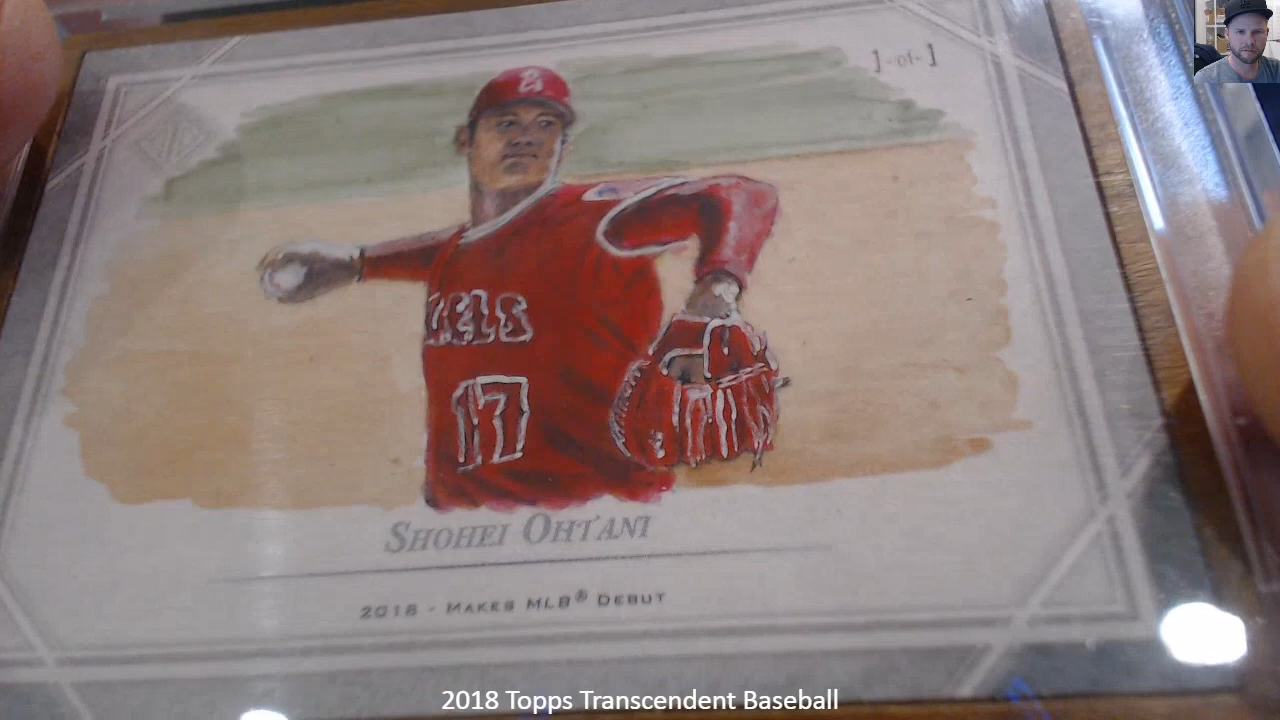 1-of-1
ELS
17
SHOHEI OHTANI
2018 - MAKES MLB® DEBUT
2018 Topps Transcendent Baseball